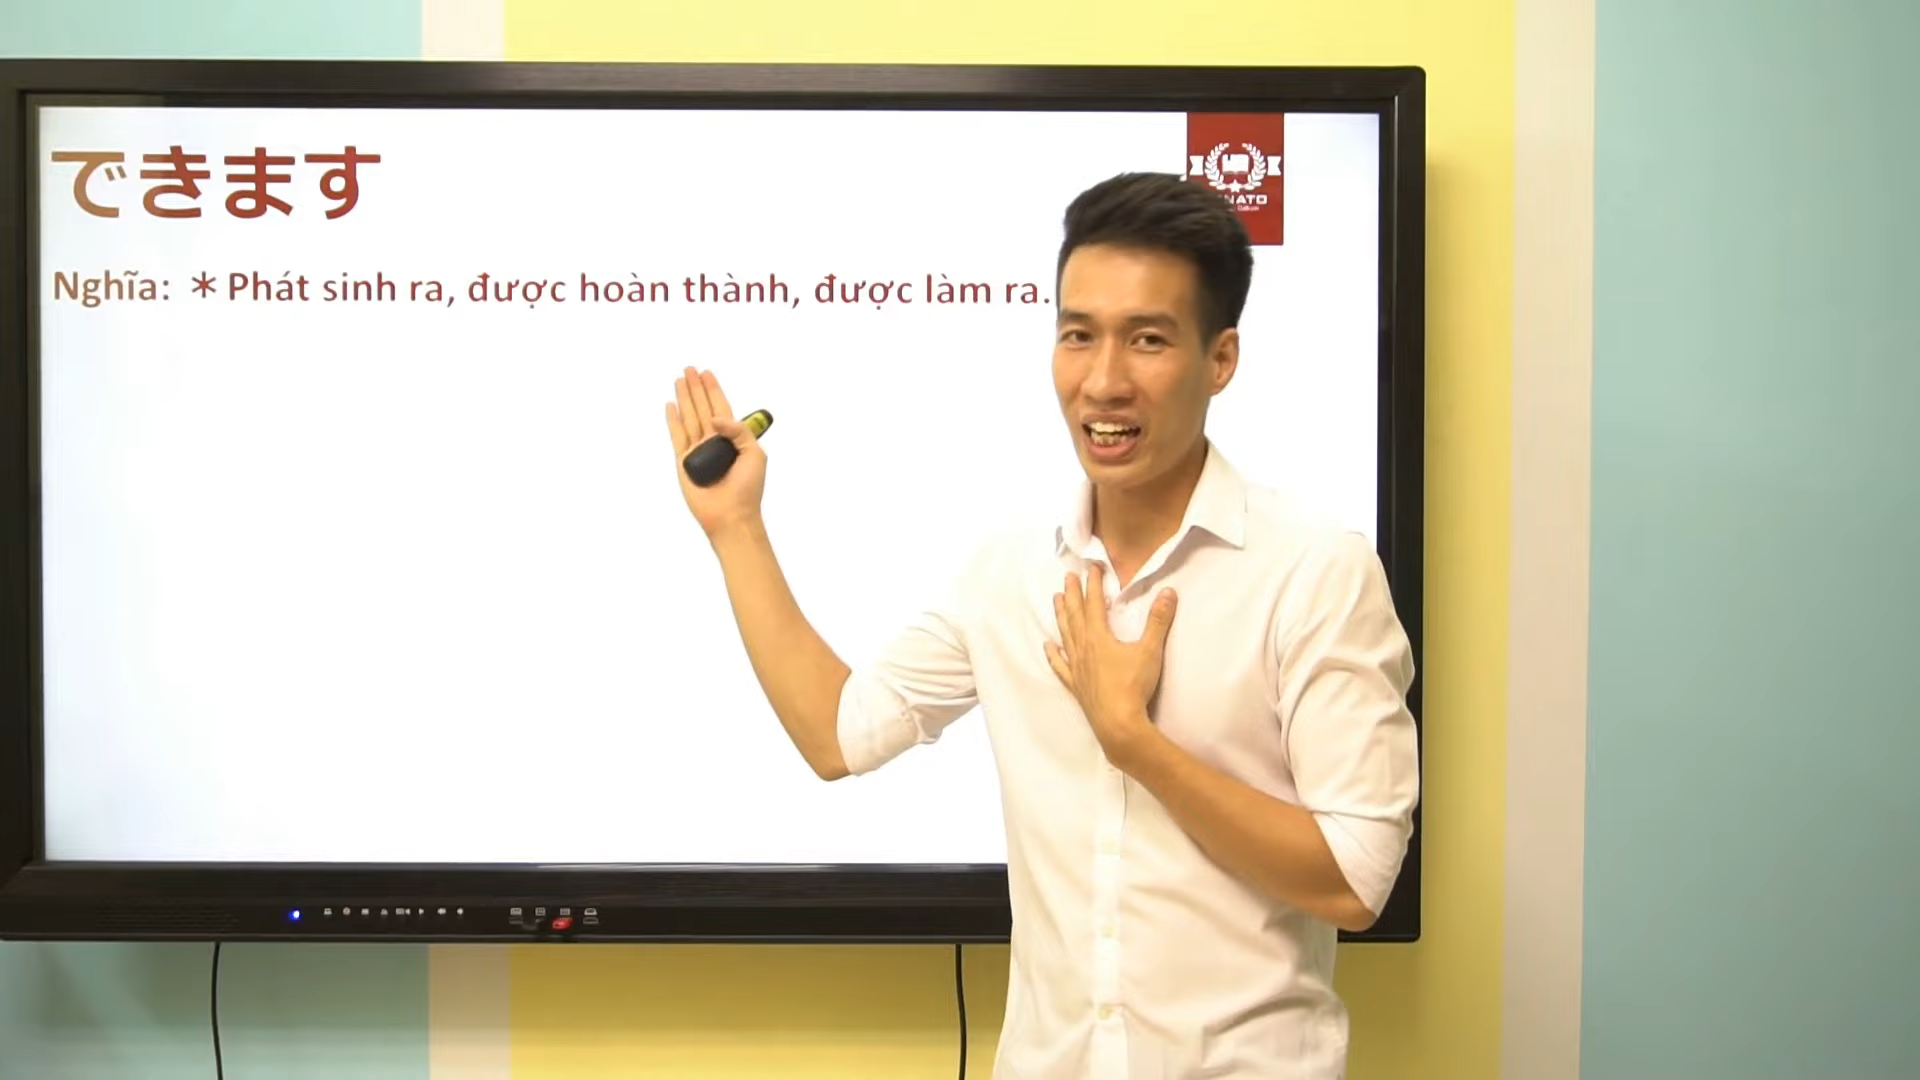 できます
Nghĩa: ＊Phát sinh ra, được hoàn thành, được làm ra.